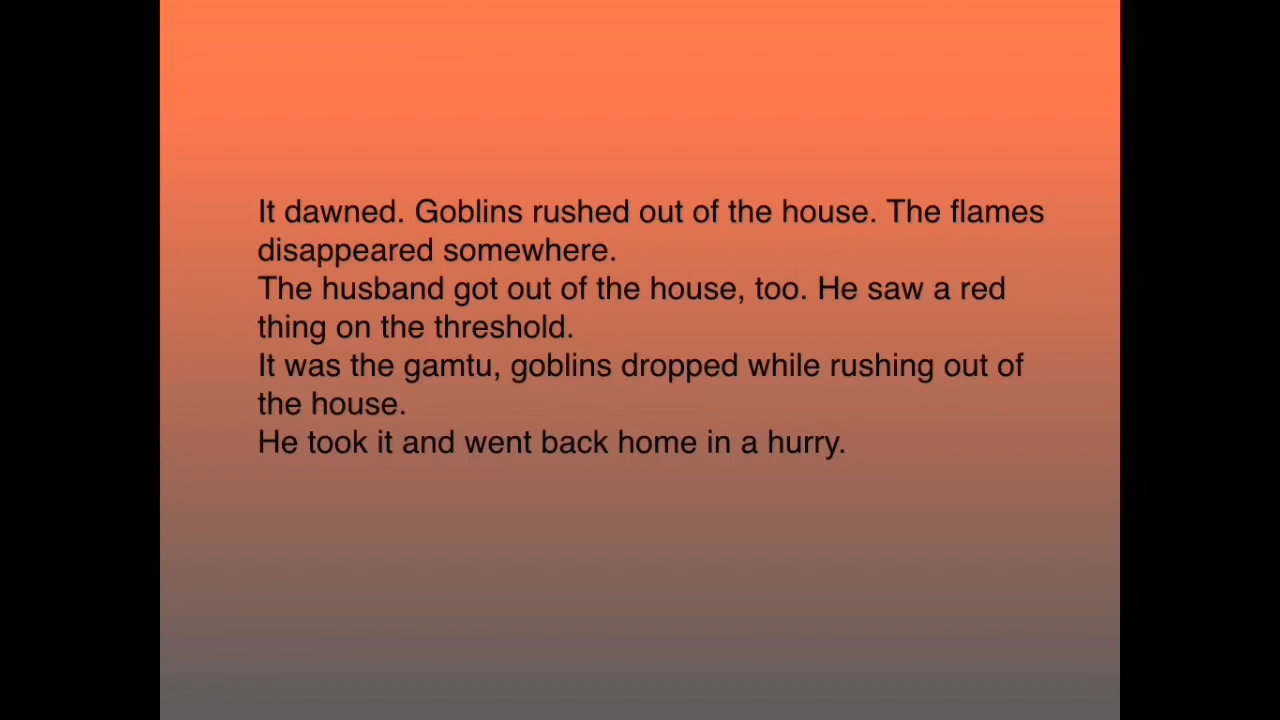 It dawned. Goblins rushed out of the house. The flames
disappeared somewhere.
The husband got out of the house, too. He saw a red
thing on the threshold.
It was the gamtu, goblins dropped while rushing out of
the house.
He took it and went back home in a hurry.